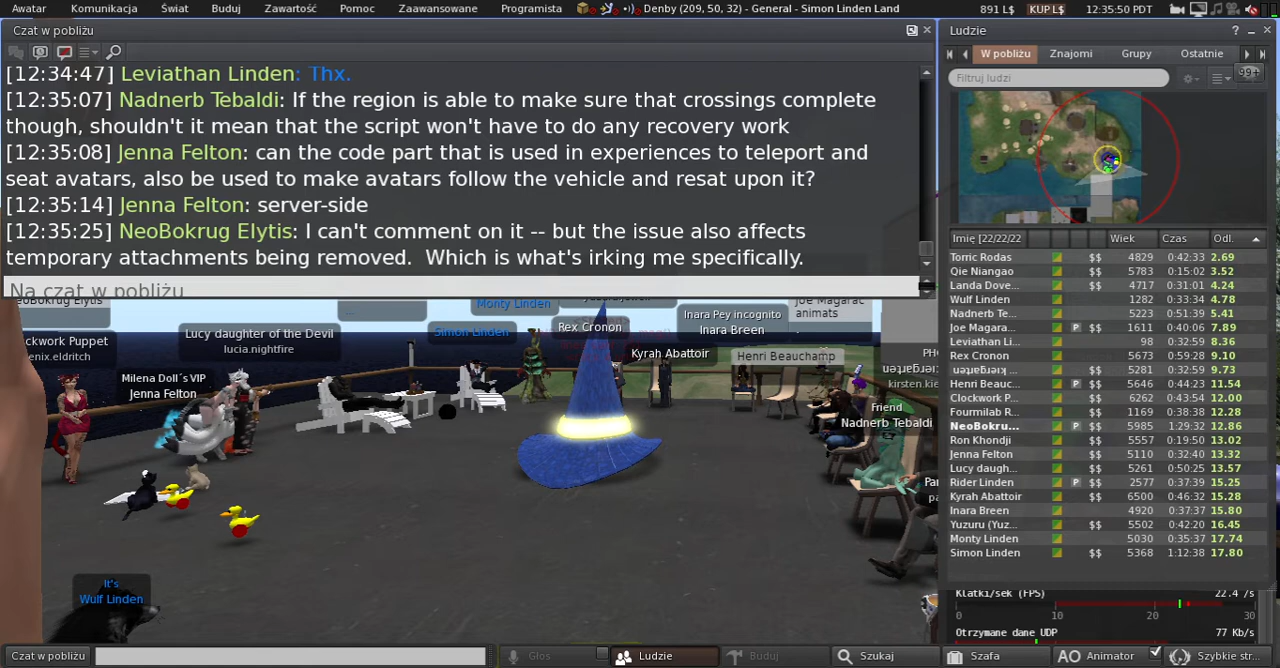 Awatar Komunikacja Świat Buduj Zawartość Pomoc Zaawansowane Programista Denby (209, 50, 32) - General - Simon Linden Land 891 L$ KUP L$ 12:35:50 PDT
Czat w pobliżu
[12:34:47] Leviathan Linden: Thx.
[12:35:07] Nadnerb Tebaldi: If the region is able to make sure that crossings complete
though, shouldn't it mean that the script won't have to do any recovery work
[12:35:08] Jenna Felton: can the code part that is used in experiences to teleport and
seat avatars, also be used to make avatars follow the vehicle and resat upon it?
[12:35:14] Jenna Felton: server-side
[12:35:25] NeoBokrug Elytis: I can't comment on it -- but the issue also affects
temporary attachments being removed.  Which is what's irking me specifically.
Na czat w pobliżu
Monty Linden
Simon Linden
Rex Cronon
Inara Pey incognito
Inara Breen
Joe Magarac
animats
Lucy daughter of the Devil
lucia.nightfire
Kyrah Abattoir
Henri Beauchamp
Milena Doll´s VIP
Jenna Felton
Friend
Nadnerb Tebaldi
It's
Wulf Linden
Ludzie
W pobliżu Znajomi Grupy Ostatnie
99+
Filtruj ludzi
Imię [22/22/22 Wiek Czas Odl.
Torric Rodas $$ 4829 0:42:33 2.69
Qie Niangao $$ 5783 0:15:02 3.52
Landa Dove... $$ 4717 0:31:01 4.24
Wulf Linden 1282 0:33:34 4.78
Nadnerb Te... 5223 0:51:39 5.41
Joe Magara... P $$ 1611 0:40:06 7.89
Leviathan Li... 98 0:32:59 8.36
Rex Cronon 5673 0:59:28 9.10
$$ 5281 0:32:59 9.73
Henri Beauc... P $$ 5646 0:44:23 11.54
Clockwork P... $$ 6262 0:43:54 12.00
Fourmilab R... $$ 1169 0:38:38 12.28
NeoBokru... P $$ 5985 1:29:32 12.86
Ron Khondji $$ 5557 0:19:50 13.02
Jenna Felton $$ 5110 0:32:40 13.32
Lucy daugh... $$ 5261 0:50:25 13.57
Rider Linden P $$ 2577 0:37:39 15.25
Kyrah Abattoir $$ 6500 0:46:32 15.28
Inara Breen 4920 0:37:37 15.80
Yuzuru (Yuz... $$ 5502 0:42:20 16.45
Monty Linden 5030 0:35:37 17.74
Simon Linden $$ 5368 1:12:38 17.80
Klatki/sek (FPS) 22.4 /s
0 10 20 30
Otrzymane dane UDP 77 Kb/s
Czat w pobliżu Głos Ludzie Buduj Szukaj Szafa AO Animator Szybkie str...